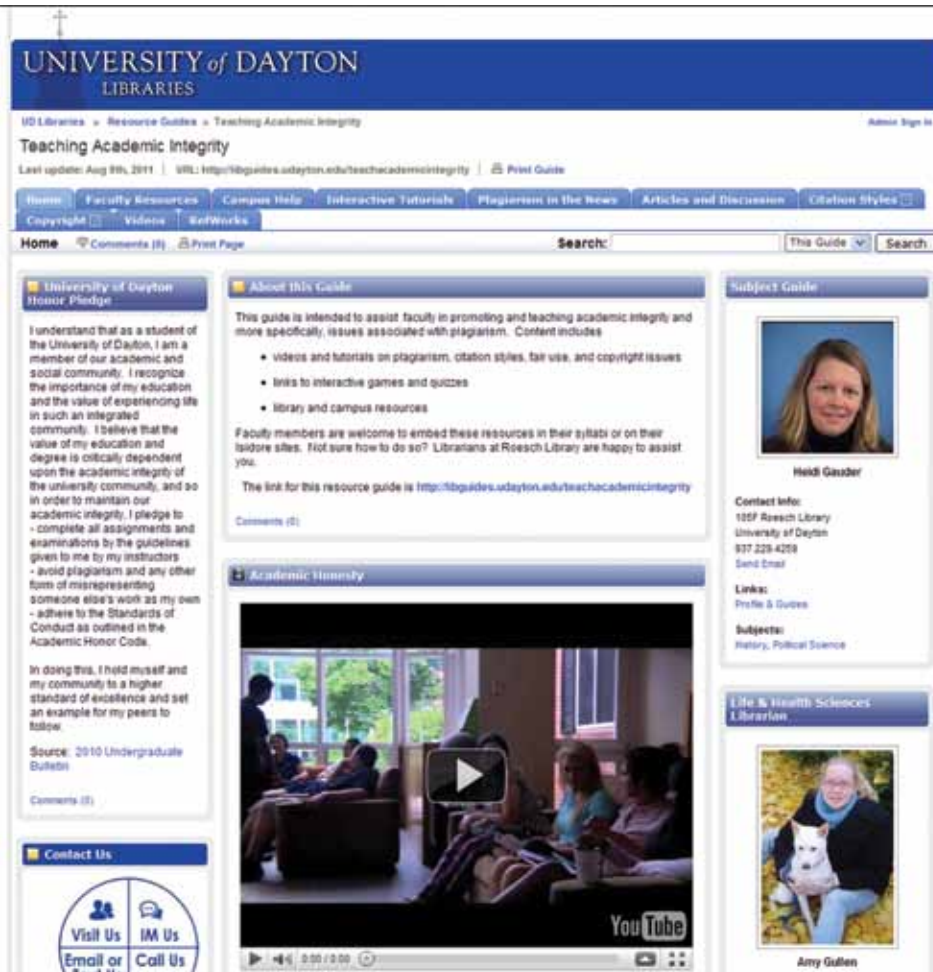 UNIVERSITY of DAYTON
LIBRARIES
UD Libraries » Resource Guides » Teaching Academic Integrity
Admin Sign In
Teaching Academic Integrity
Last update: Aug 9th, 2011 | URL: http://libguides.udayton.edu/teachacademicintegrity | Print Guide
Home Faculty Resources Campus Help Interactive Tutorials Plagiarism in the News Articles and Discussion Citation Styles
Copyright Videos RefWorks
Home Comments (0) Print Page Search: This Guide Search
University of Dayton
Honor Pledge
I understand that as a student of
the University of Dayton, I am a
member of our academic and
social community. I recognize
the importance of my education
and the value of experiencing life
in such an integrated
community. I believe that the
value of my education and
degree is critically dependent
upon the academic integrity of
the university community, and so
in order to maintain our
academic integrity, I pledge to
- complete all assignments and
examinations by the guidelines
given to me by my instructors
- avoid plagiarism and any other
form of misrepresenting
someone else's work as my own
- adhere to the Standards of
Conduct as outlined in the
Academic Honor Code.
In doing this, I hold myself and
my community to a higher
standard of excellence and set
an example for my peers to
follow.
Source: 2010 Undergraduate
Bulletin
Comments (0)
Contact Us
Visit Us
IM Us
Email or
Text Us
Call Us
About this Guide
This guide is intended to assist faculty in promoting and teaching academic integrity and
more specifically, issues associated with plagiarism. Content includes
• videos and tutorials on plagiarism, citation styles, fair use, and copyright issues
• links to interactive games and quizzes
• library and campus resources
Faculty members are welcome to embed these resources in their syllabi or on their
Isidore sites. Not sure how to do so? Librarians at Roesch Library are happy to assist
you.
The link for this resource guide is http://libguides.udayton.edu/teachacademicintegrity
Comments (0)
Academic Honesty
YouTube
0:00 / 0:00
Subject Guide
Heidi Gauder
Contact Info:
105F Roesch Library
University of Dayton
937.229-4259
Send Email
Links:
Profile & Guides
Subjects:
History, Political Science
Life & Health Sciences
Librarian
Amy Gullen